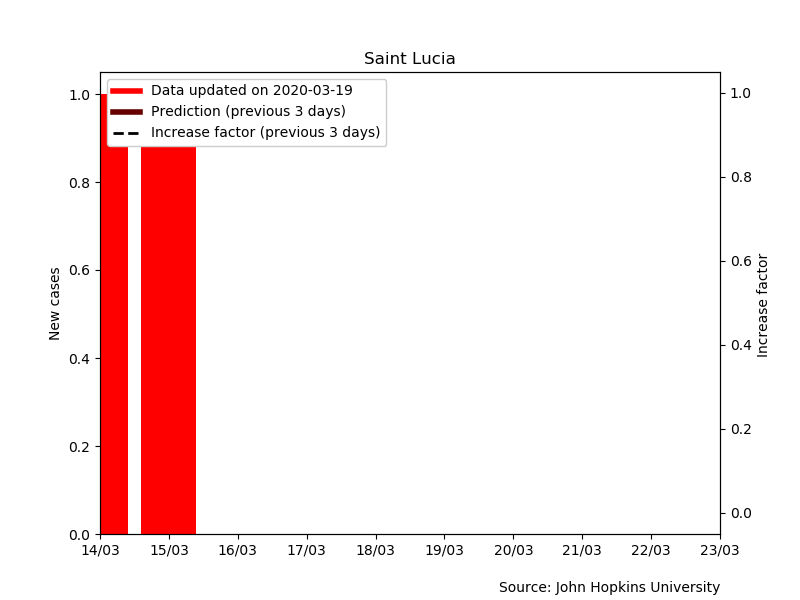 Saint Lucia
Data updated on 2020-03-19
Prediction (previous 3 days)
Increase factor (previous 3 days)
1.0
0.8
0.6
0.4
0.2
0.0
New cases
1.0
0.8
0.6
0.4
0.2
0.0
Increase factor
14/03 15/03 16/03 17/03 18/03 19/03 20/03 21/03 22/03 23/03
Source: John Hopkins University